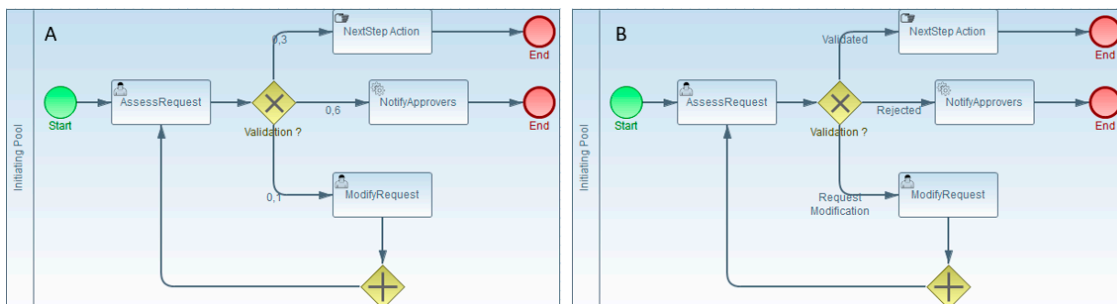 A
Initiating Pool
Start
AssessRequest
Validation ?
0,3
NextStep Action
End
0,6
NotifyApprovers
End
0,1
ModifyRequest
B
Initiating Pool
Start
AssessRequest
Validation ?
Validated
NextStep Action
End
Rejected
NotifyApprovers
End
Request
Modification
ModifyRequest